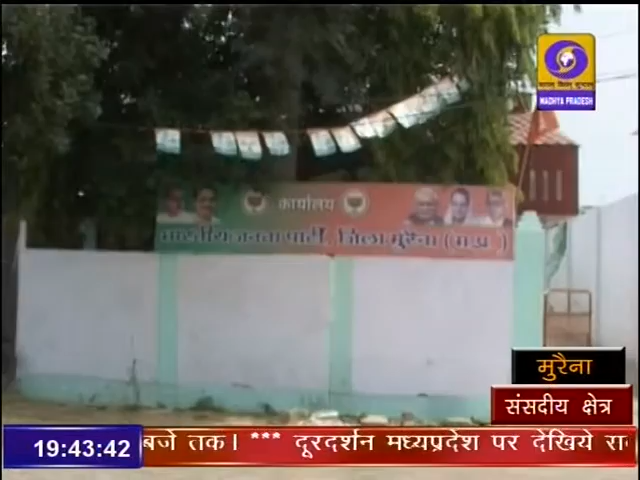 MADHYA PRADESH
कार्यालय
भारतीय जनता पार्टी, जिला मुरैना (म.प्र.)
मुरैना
संसदीय क्षेत्र
19:43:42 बजे तक। *** दूरदर्शन मध्यप्रदेश पर देखिये